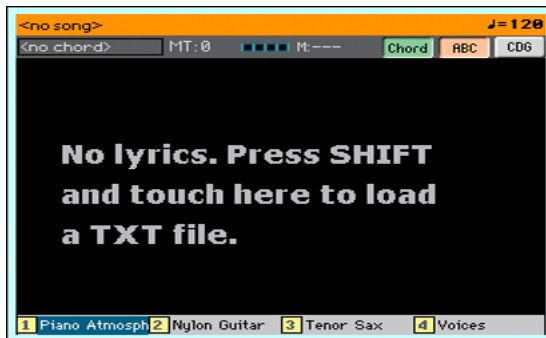 <no song> ♩=120
<no chord> MT:0 M:--- Chord ABC CDG
No lyrics. Press SHIFT
and touch here to load
a TXT file.
1 Piano Atmosph 2 Nylon Guitar 3 Tenor Sax 4 Voices